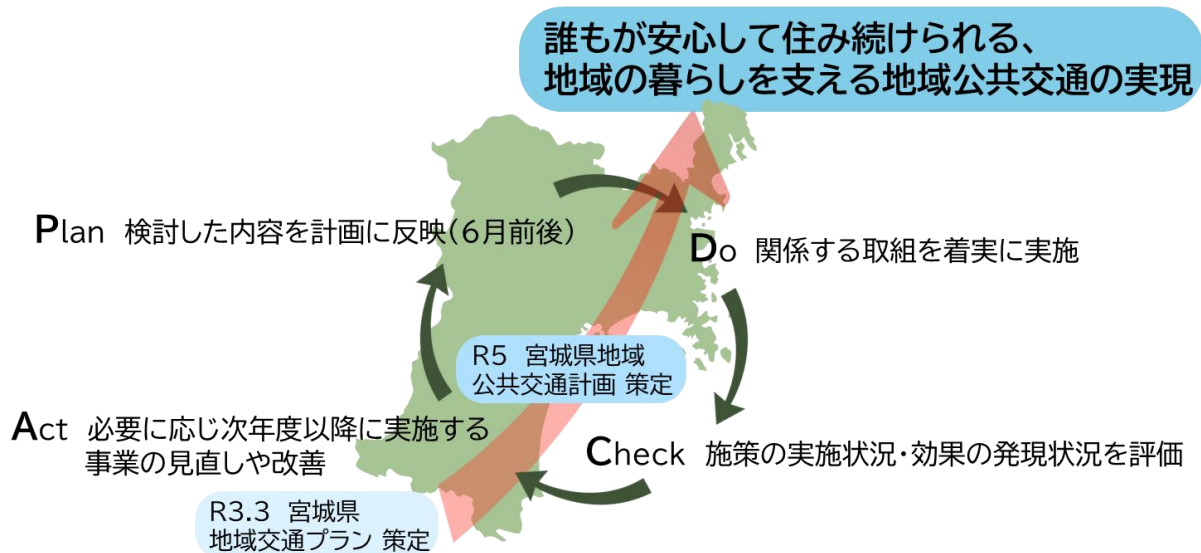 誰もが安心して住み続けられる、
地域の暮らしを支える地域公共交通の実現
Plan 検討した内容を計画に反映(6月前後)
Do 関係する取組を着実に実施
R5 宮城県地域
公共交通計画 策定
Act 必要に応じ次年度以降に実施する
事業の見直しや改善
Check 施策の実施状況・効果の発現状況を評価
R3.3 宮城県
地域交通プラン 策定